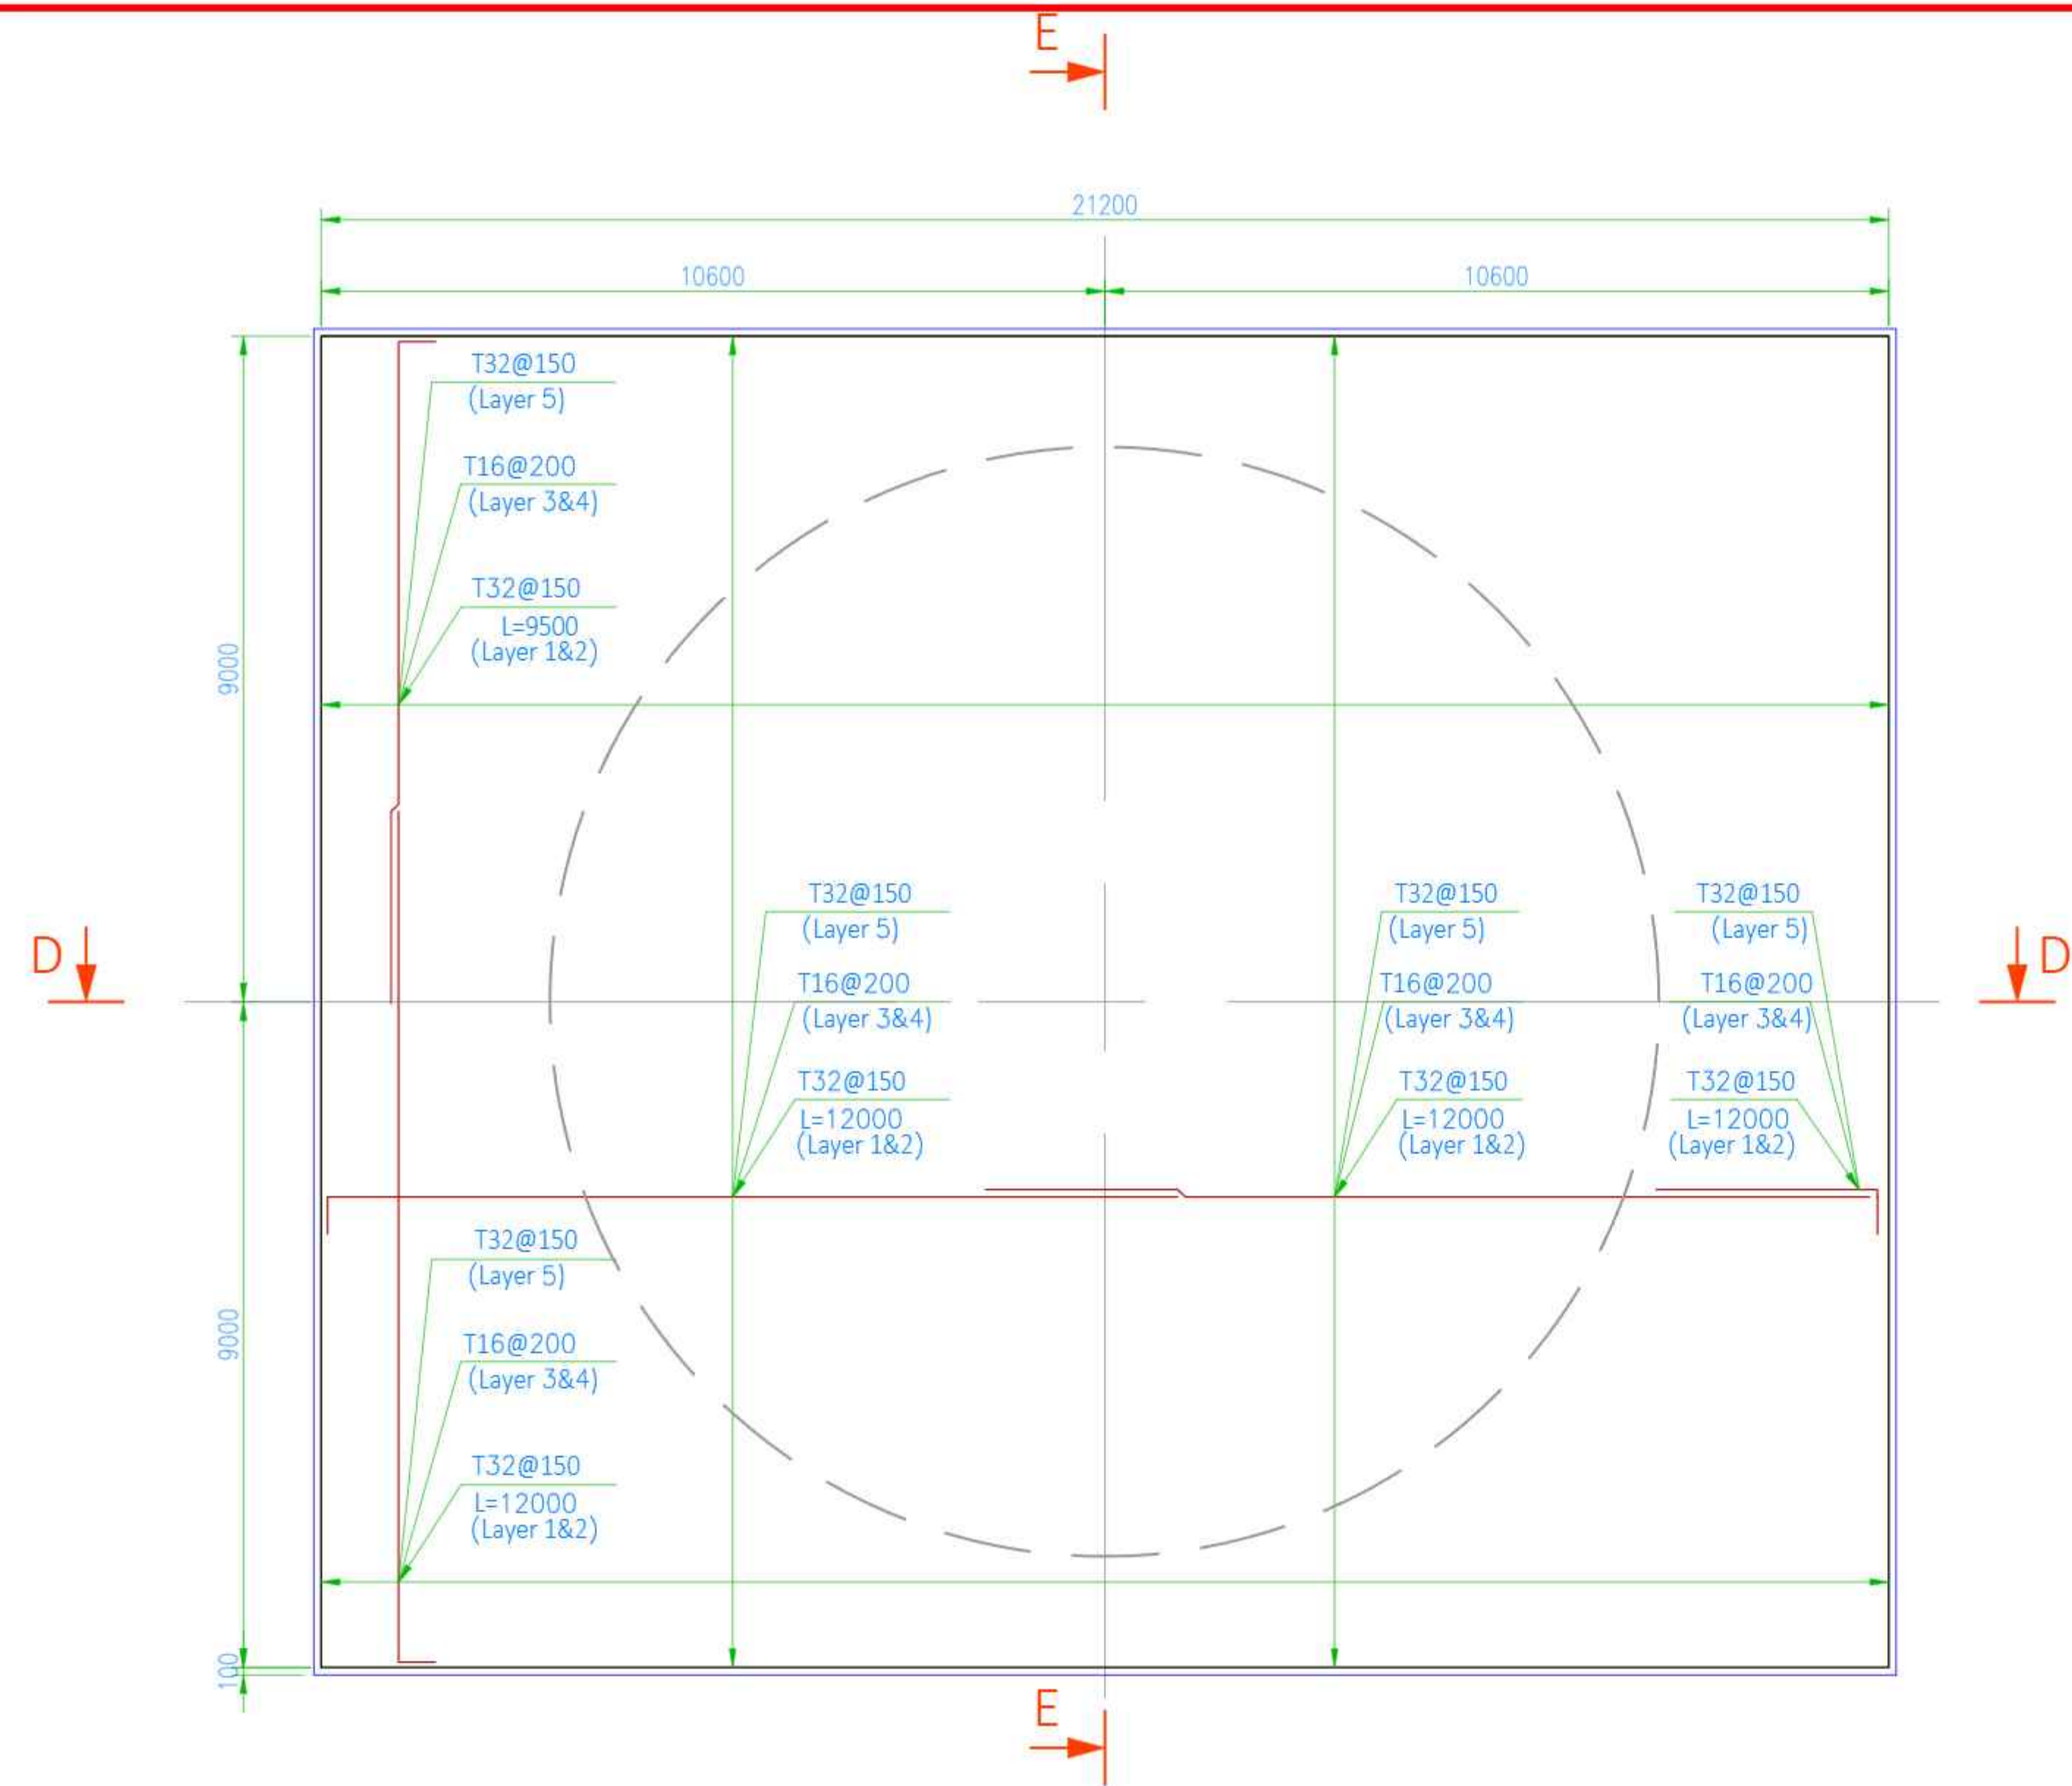 E
21200
10600
10600
T32@150
(Layer 5)
T16@200
(Layer 3&4)
T32@150
L=9500
(Layer 1&2)
9000
D
D
T32@150
(Layer 5)
T16@200
(Layer 3&4)
T32@150
L=12000
(Layer 1&2)
T32@150
(Layer 5)
T16@200
(Layer 3&4)
T32@150
L=12000
(Layer 1&2)
T32@150
(Layer 5)
T16@200
(Layer 3&4)
T32@150
L=12000
(Layer 1&2)
T32@150
(Layer 5)
T16@200
(Layer 3&4)
T32@150
L=12000
(Layer 1&2)
9000
100
E